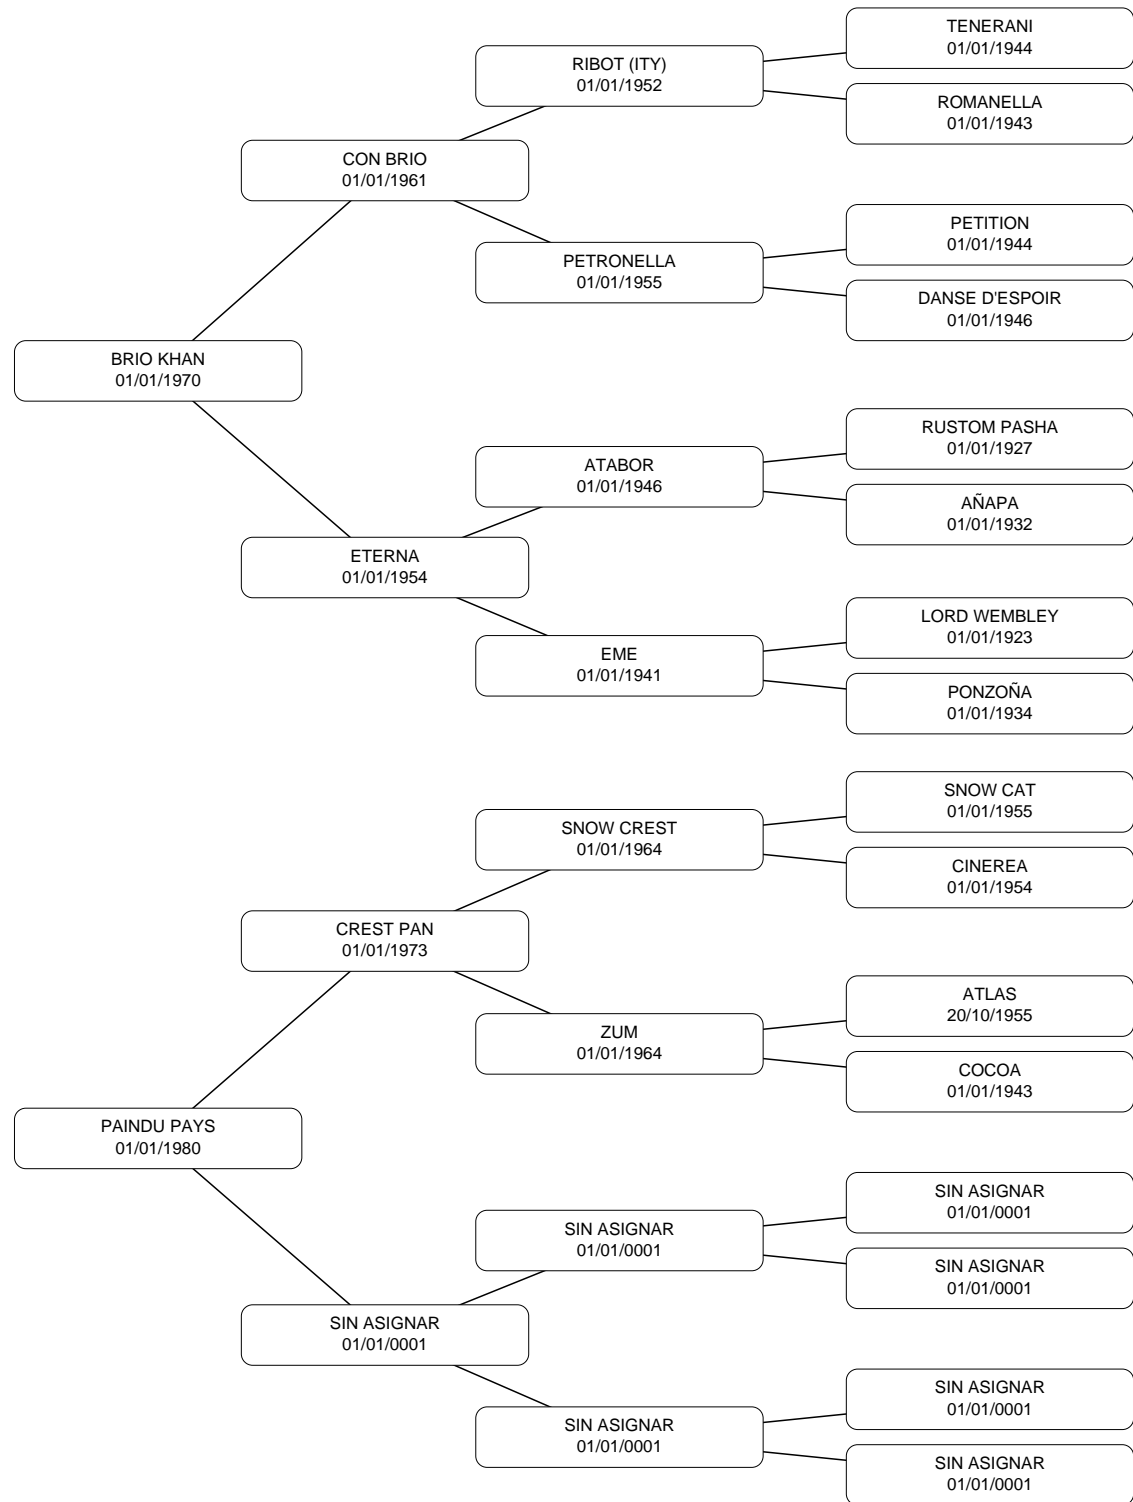 TENERANI
01/01/1944
RIBOT (ITY)
01/01/1952
ROMANELLA
01/01/1943
CON BRIO
01/01/1961
PETITION
01/01/1944
PETRONELLA
01/01/1955
DANSE D'ESPOIR
01/01/1946
BRIO KHAN
01/01/1970
RUSTOM PASHA
01/01/1927
ATABOR
01/01/1946
AÑAPA
01/01/1932
ETERNA
01/01/1954
LORD WEMBLEY
01/01/1923
EME
01/01/1941
PONZOÑA
01/01/1934
SNOW CAT
01/01/1955
SNOW CREST
01/01/1964
CINEREA
01/01/1954
CREST PAN
01/01/1973
ATLAS
20/10/1955
ZUM
01/01/1964
COCOA
01/01/1943
PAINDU PAYS
01/01/1980
SIN ASIGNAR
01/01/0001
SIN ASIGNAR
01/01/0001
SIN ASIGNAR
01/01/0001
SIN ASIGNAR
01/01/0001
SIN ASIGNAR
01/01/0001
SIN ASIGNAR
01/01/0001
SIN ASIGNAR
01/01/0001